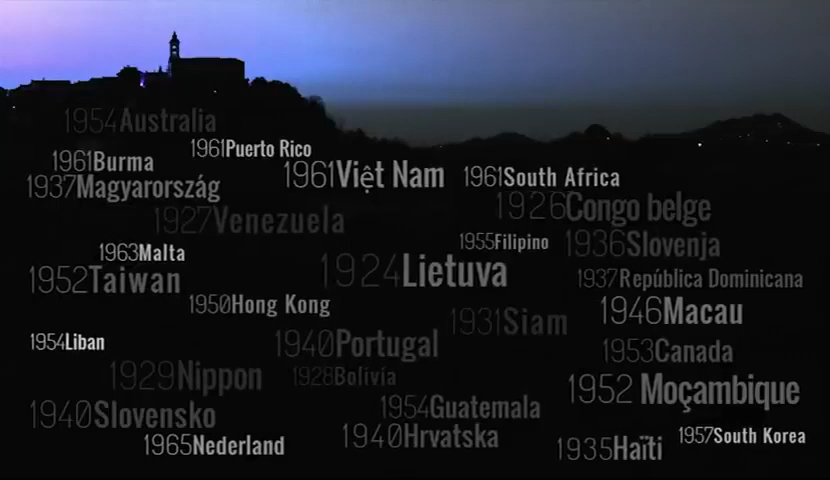 1954Australia
1961Puerto Rico
1961Burma
1961Việt Nam
1961South Africa
1937Magyarország
1926Congo belge
1927Venezuela
1955Filipino
1936Slovenja
1963Malta
1924Lietuva
1952Taiwan
1937República Dominicana
1950Hong Kong
1946Macau
1931Siam
1954Liban
1940Portugal
1953Canada
1929Nippon
1928Bolivía
1952 Moçambique
1954Guatemala
1940Slovensko
1940Hrvatska
1957South Korea
1965Nederland
1935Haïti